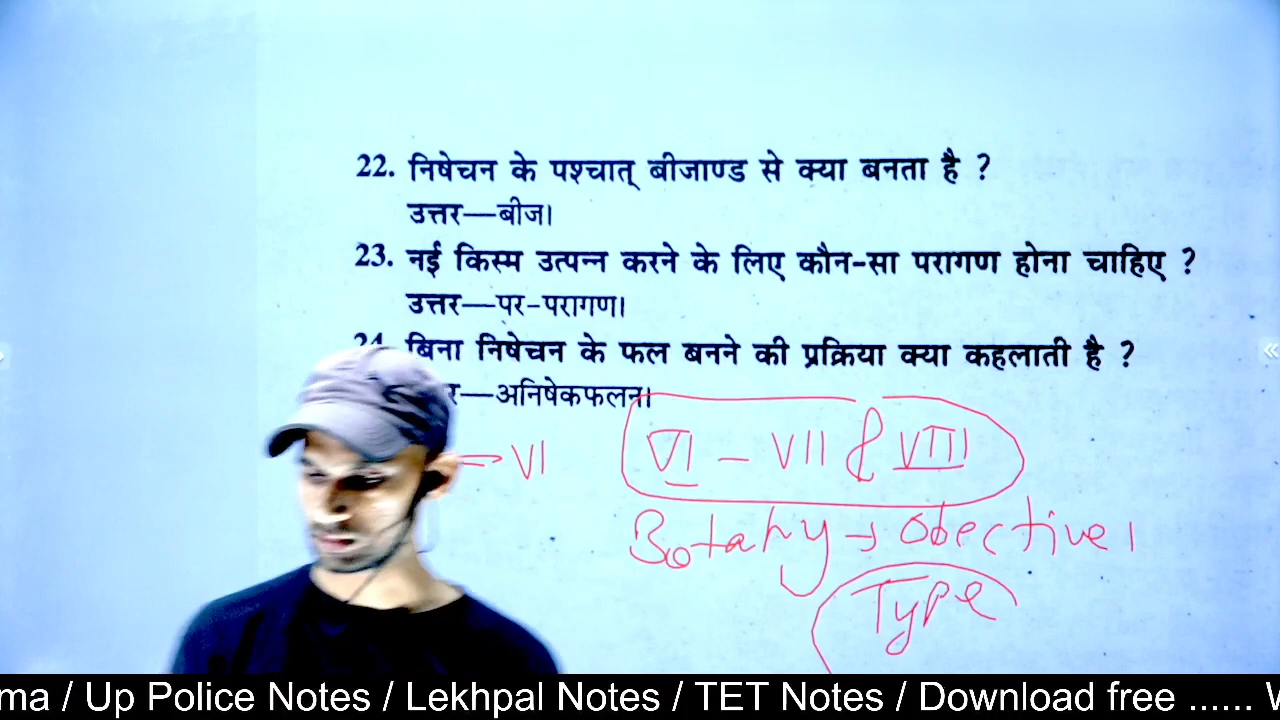 22. निषेचन के पश्चात् बीजाण्ड से क्या बनता है ?
उत्तर—बीज।
23. नई किस्म उत्पन्न करने के लिए कौन-सा परागण होना चाहिए ?
उत्तर—पर-परागण।
24. बिना निषेचन के फल बनने की प्रक्रिया क्या कहलाती है ?
र—अनिषेकफलन।
VI
VI – VII & VIII
Botany → Obective
Type
ma / Up Police Notes / Lekhpal Notes / TET Notes / Download free ...... W